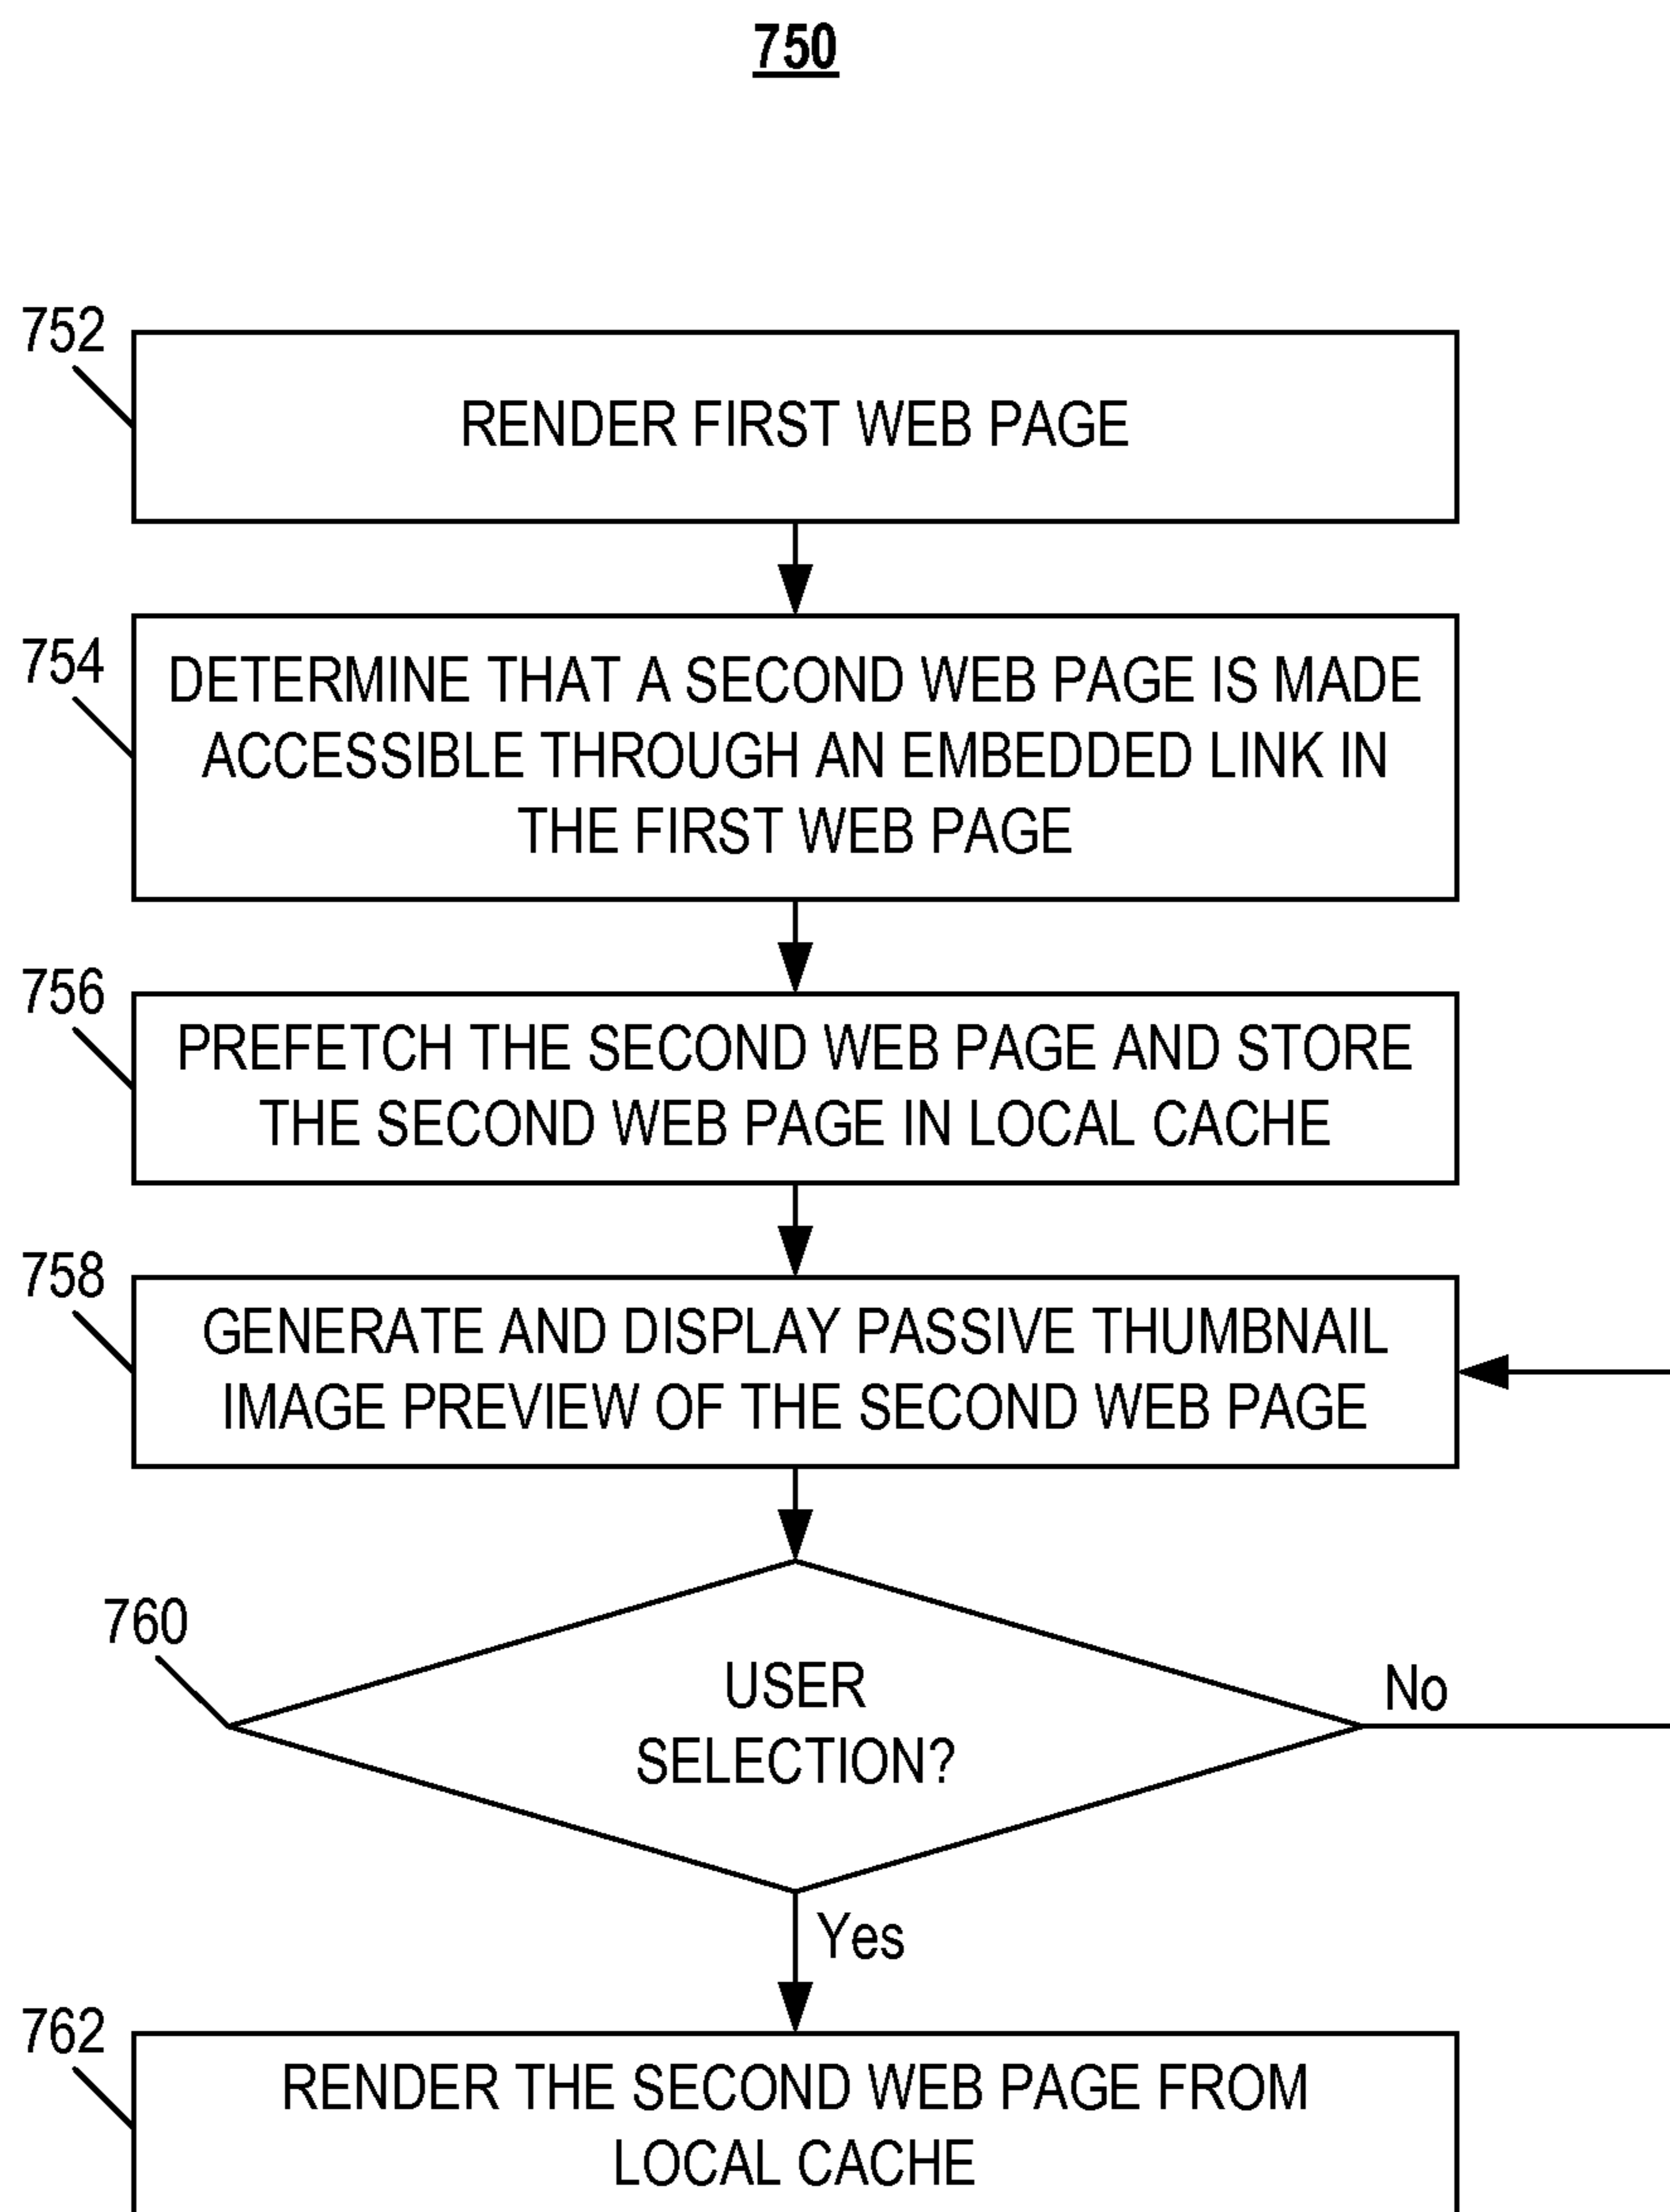 750
752
RENDER FIRST WEB PAGE
754
DETERMINE THAT A SECOND WEB PAGE IS MADE
ACCESSIBLE THROUGH AN EMBEDDED LINK IN
THE FIRST WEB PAGE
756
PREFETCH THE SECOND WEB PAGE AND STORE
THE SECOND WEB PAGE IN LOCAL CACHE
758
GENERATE AND DISPLAY PASSIVE THUMBNAIL
IMAGE PREVIEW OF THE SECOND WEB PAGE
760
USER
SELECTION?
No
Yes
762
RENDER THE SECOND WEB PAGE FROM
LOCAL CACHE